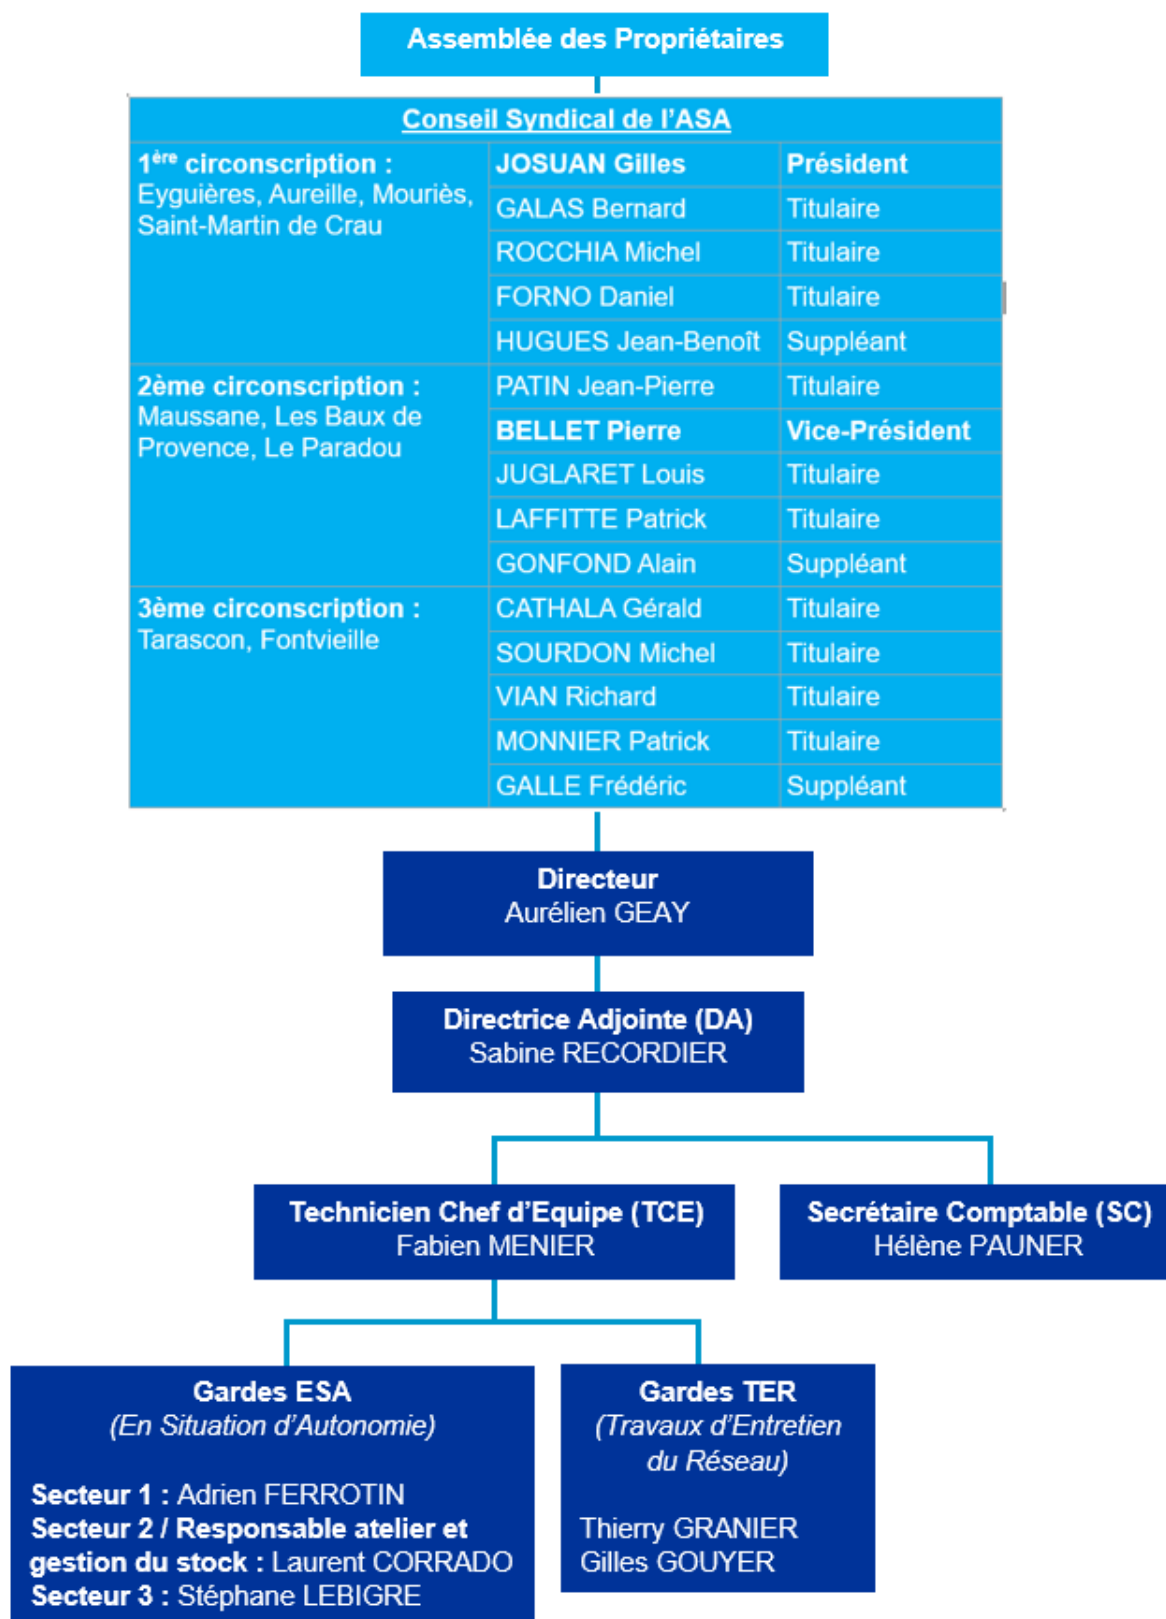 Assemblée des Propriétaires
Conseil Syndical de l'ASA
1ère circonscription :
Eyguières, Aureille, Mouriès,
Saint-Martin de Crau
JOSUAN Gilles Président
GALAS Bernard Titulaire
ROCCHIA Michel Titulaire
FORNO Daniel Titulaire
HUGUES Jean-Benoît Suppléant
2ème circonscription :
Maussane, Les Baux de
Provence, Le Paradou
PATIN Jean-Pierre Titulaire
BELLET Pierre Vice-Président
JUGLARET Louis Titulaire
LAFFITTE Patrick Titulaire
GONFOND Alain Suppléant
3ème circonscription :
Tarascon, Fontvieille
CATHALA Gérald Titulaire
SOURDON Michel Titulaire
VIAN Richard Titulaire
MONNIER Patrick Titulaire
GALLE Frédéric Suppléant
Directeur
Aurélien GEAY
Directrice Adjointe (DA)
Sabine RECORDIER
Technicien Chef d'Equipe (TCE)
Fabien MENIER
Secrétaire Comptable (SC)
Hélène PAUNER
Gardes ESA
(En Situation d'Autonomie)
Secteur 1 : Adrien FERROTIN
Secteur 2 / Responsable atelier et
gestion du stock : Laurent CORRADO
Secteur 3 : Stéphane LEBIGRE
Gardes TER
(Travaux d'Entretien
du Réseau)
Thierry GRANIER
Gilles GOUYER